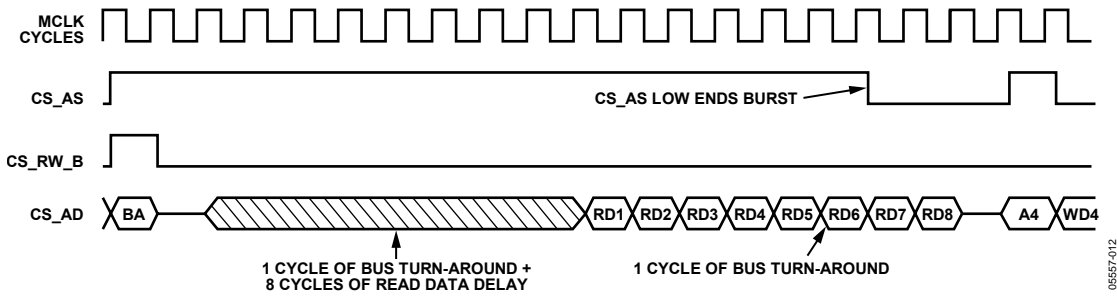 MCLK
CYCLES
CS_AS
CS_AS LOW ENDS BURST
CS_RW_B
CS_AD
BA
RD1
RD2
RD3
RD4
RD5
RD6
RD7
RD8
A4
WD4
1 CYCLE OF BUS TURN-AROUND +
8 CYCLES OF READ DATA DELAY
1 CYCLE OF BUS TURN-AROUND
05557-012